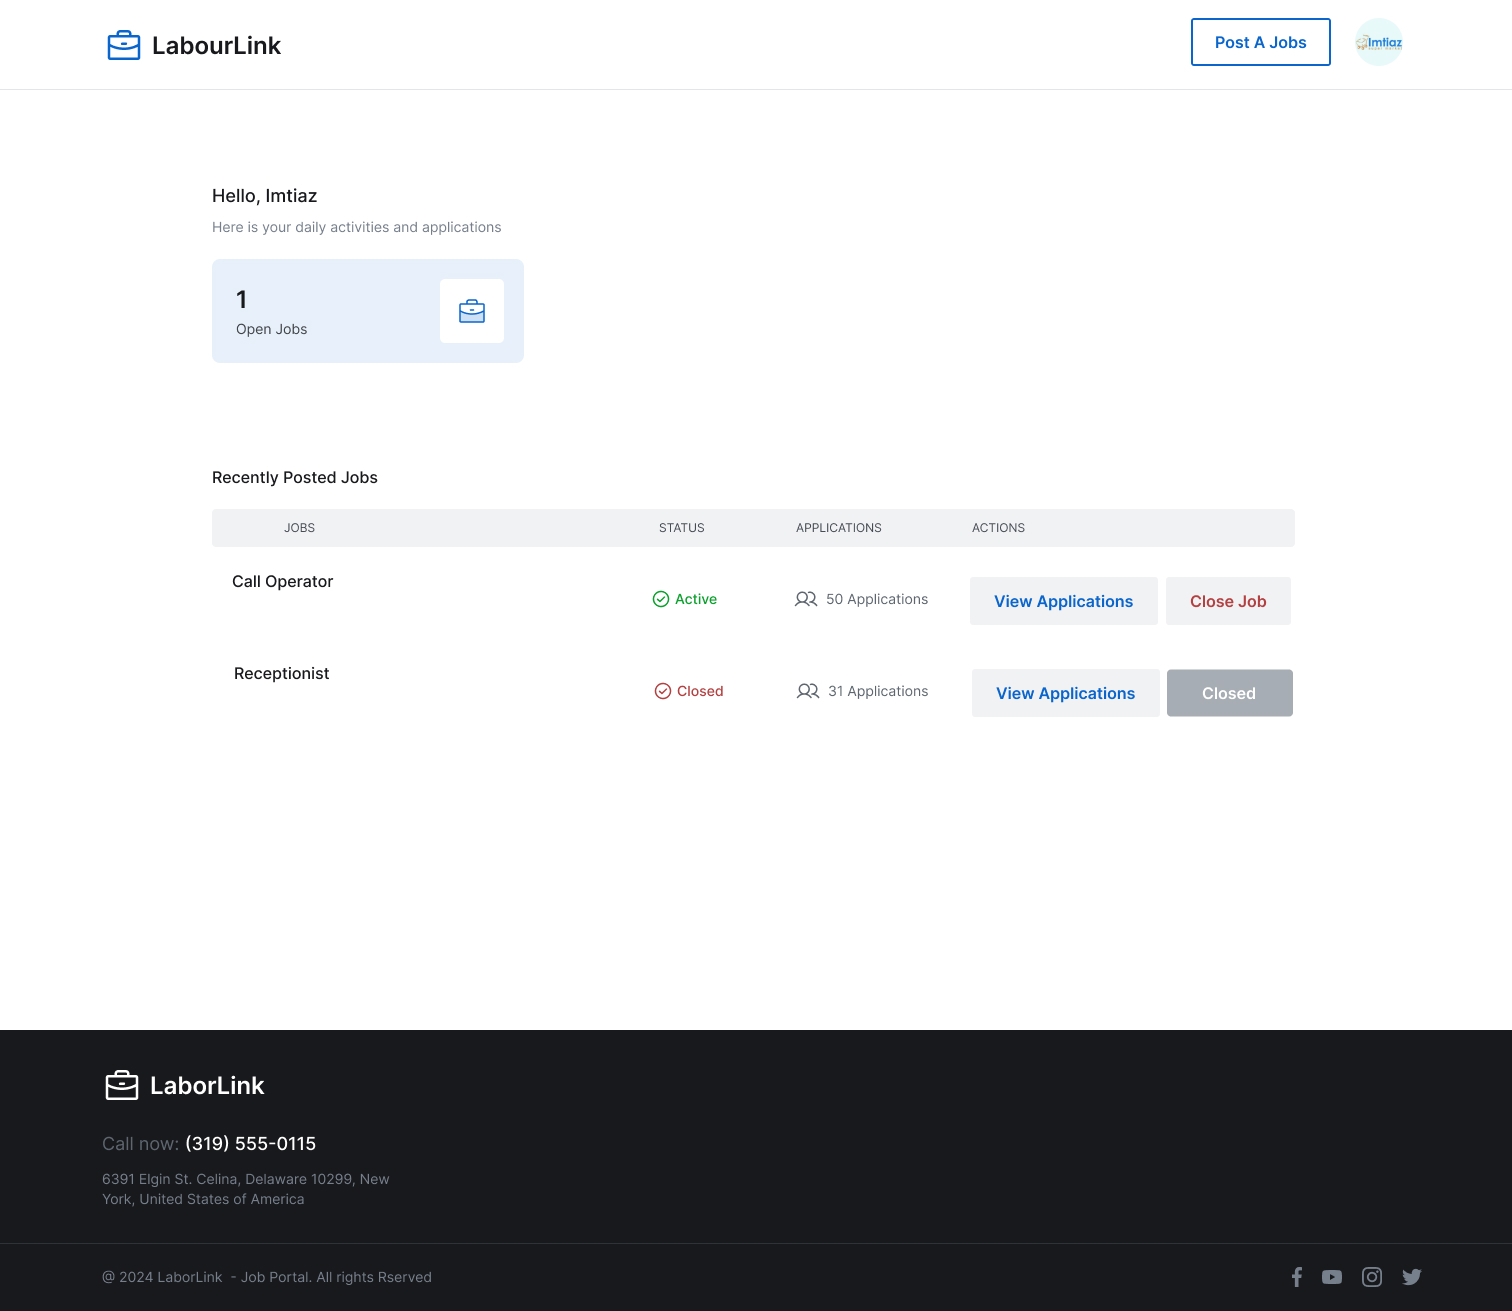 LabourLink
Post A Jobs
Imtiaz
Hello, Imtiaz
Here is your daily activities and applications
1
Open Jobs
Recently Posted Jobs
JOBS STATUS APPLICATIONS ACTIONS
Call Operator
Active 50 Applications View Applications Close Job
Receptionist
Closed 31 Applications View Applications Closed
LaborLink
Call now: (319) 555-0115
6391 Elgin St. Celina, Delaware 10299, New
York, United States of America
@ 2024 LaborLink - Job Portal. All rights Rserved